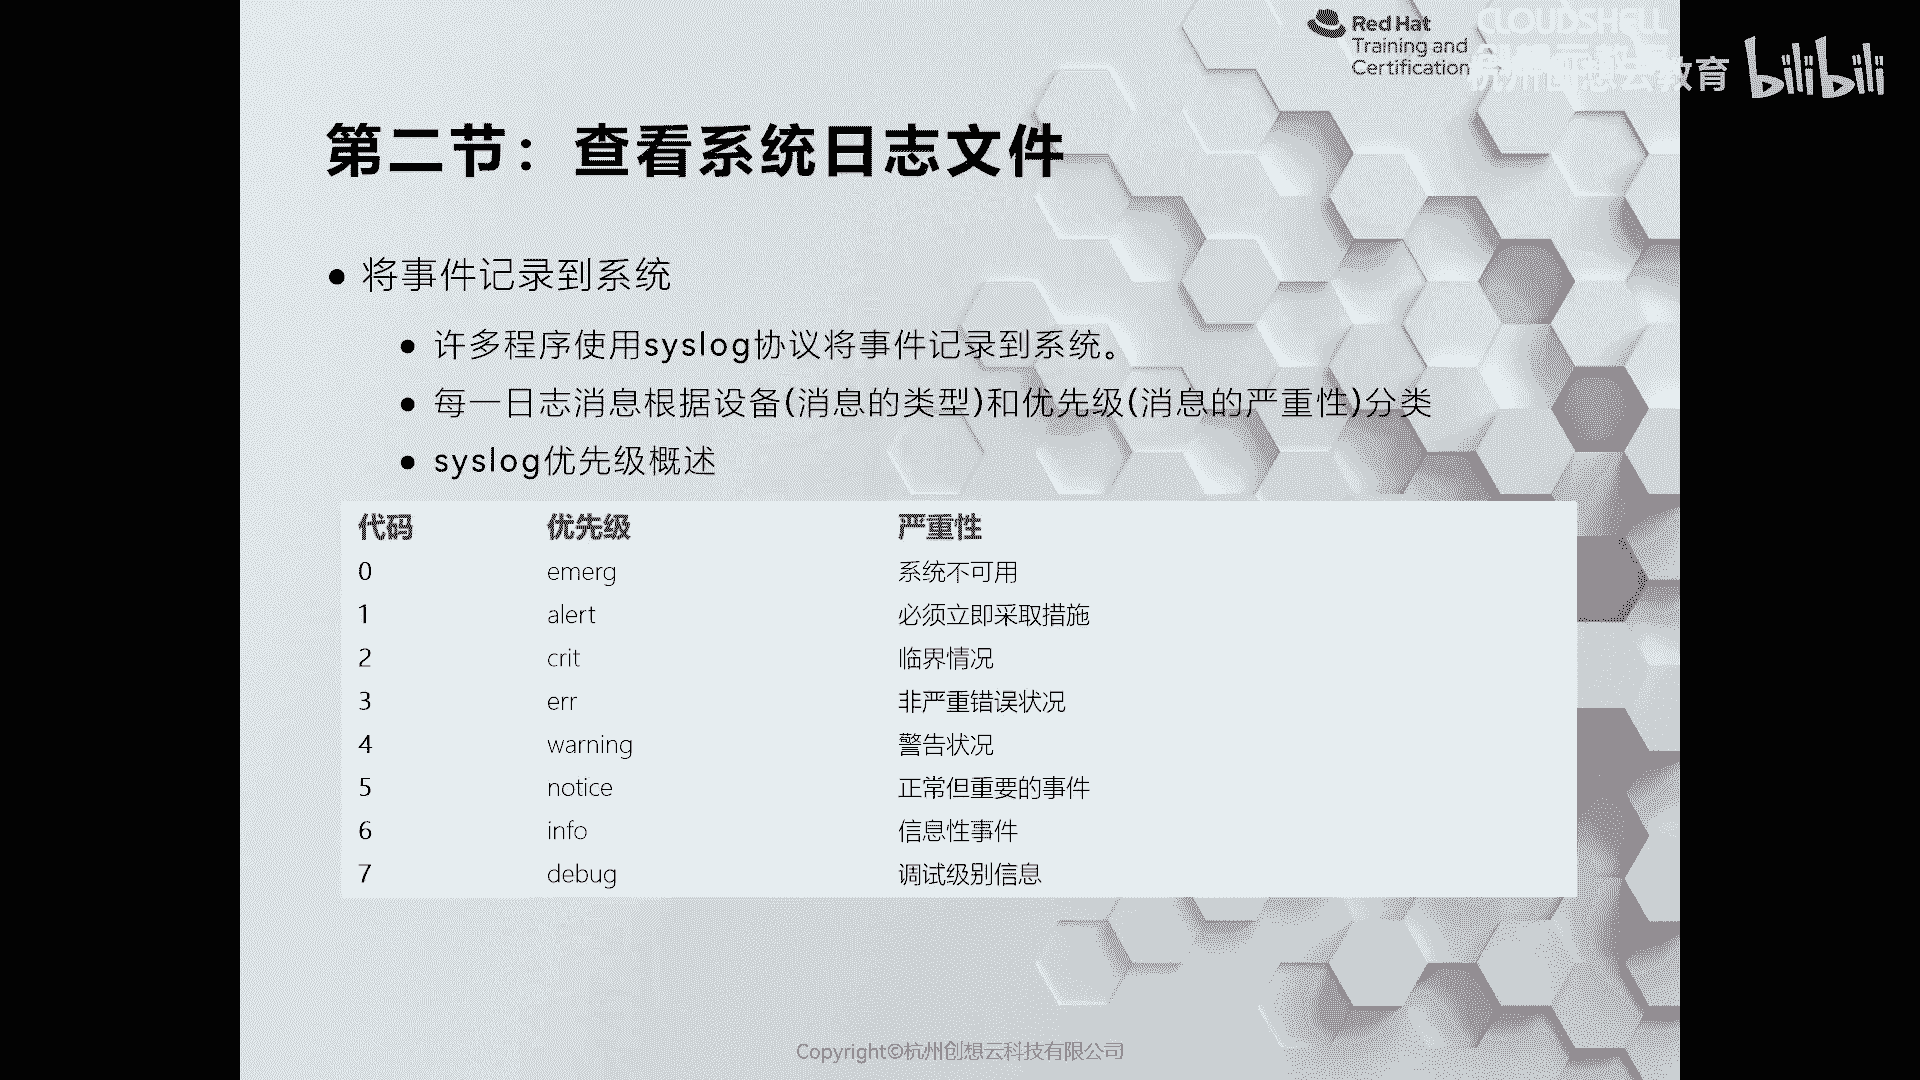 Red Hat
Training and
Certification
CLOUDSHELL
教育 bilibili
第二节：查看系统日志文件
● 将事件记录到系统
● 许多程序使用syslog协议将事件记录到系统。
● 每一日志消息根据设备(消息的类型)和优先级(消息的严重性)分类
● syslog优先级概述
代码 优先级 严重性
0 emerg 系统不可用
1 alert 必须立即采取措施
2 crit 临界情况
3 err 非严重错误状况
4 warning 警告状况
5 notice 正常但重要的事件
6 info 信息性事件
7 debug 调试级别信息
Copyright©杭州创想云科技有限公司